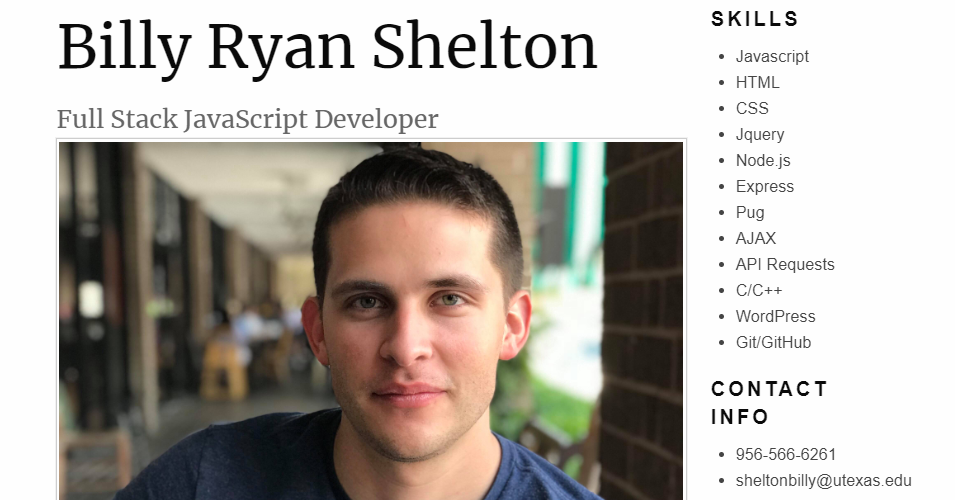 Billy Ryan Shelton
Full Stack JavaScript Developer
SKILLS
Javascript
HTML
CSS
Jquery
Node.js
Express
Pug
AJAX
API Requests
C/C++
WordPress
Git/GitHub
CONTACT
INFO
956-566-6261
sheltonbilly@utexas.edu